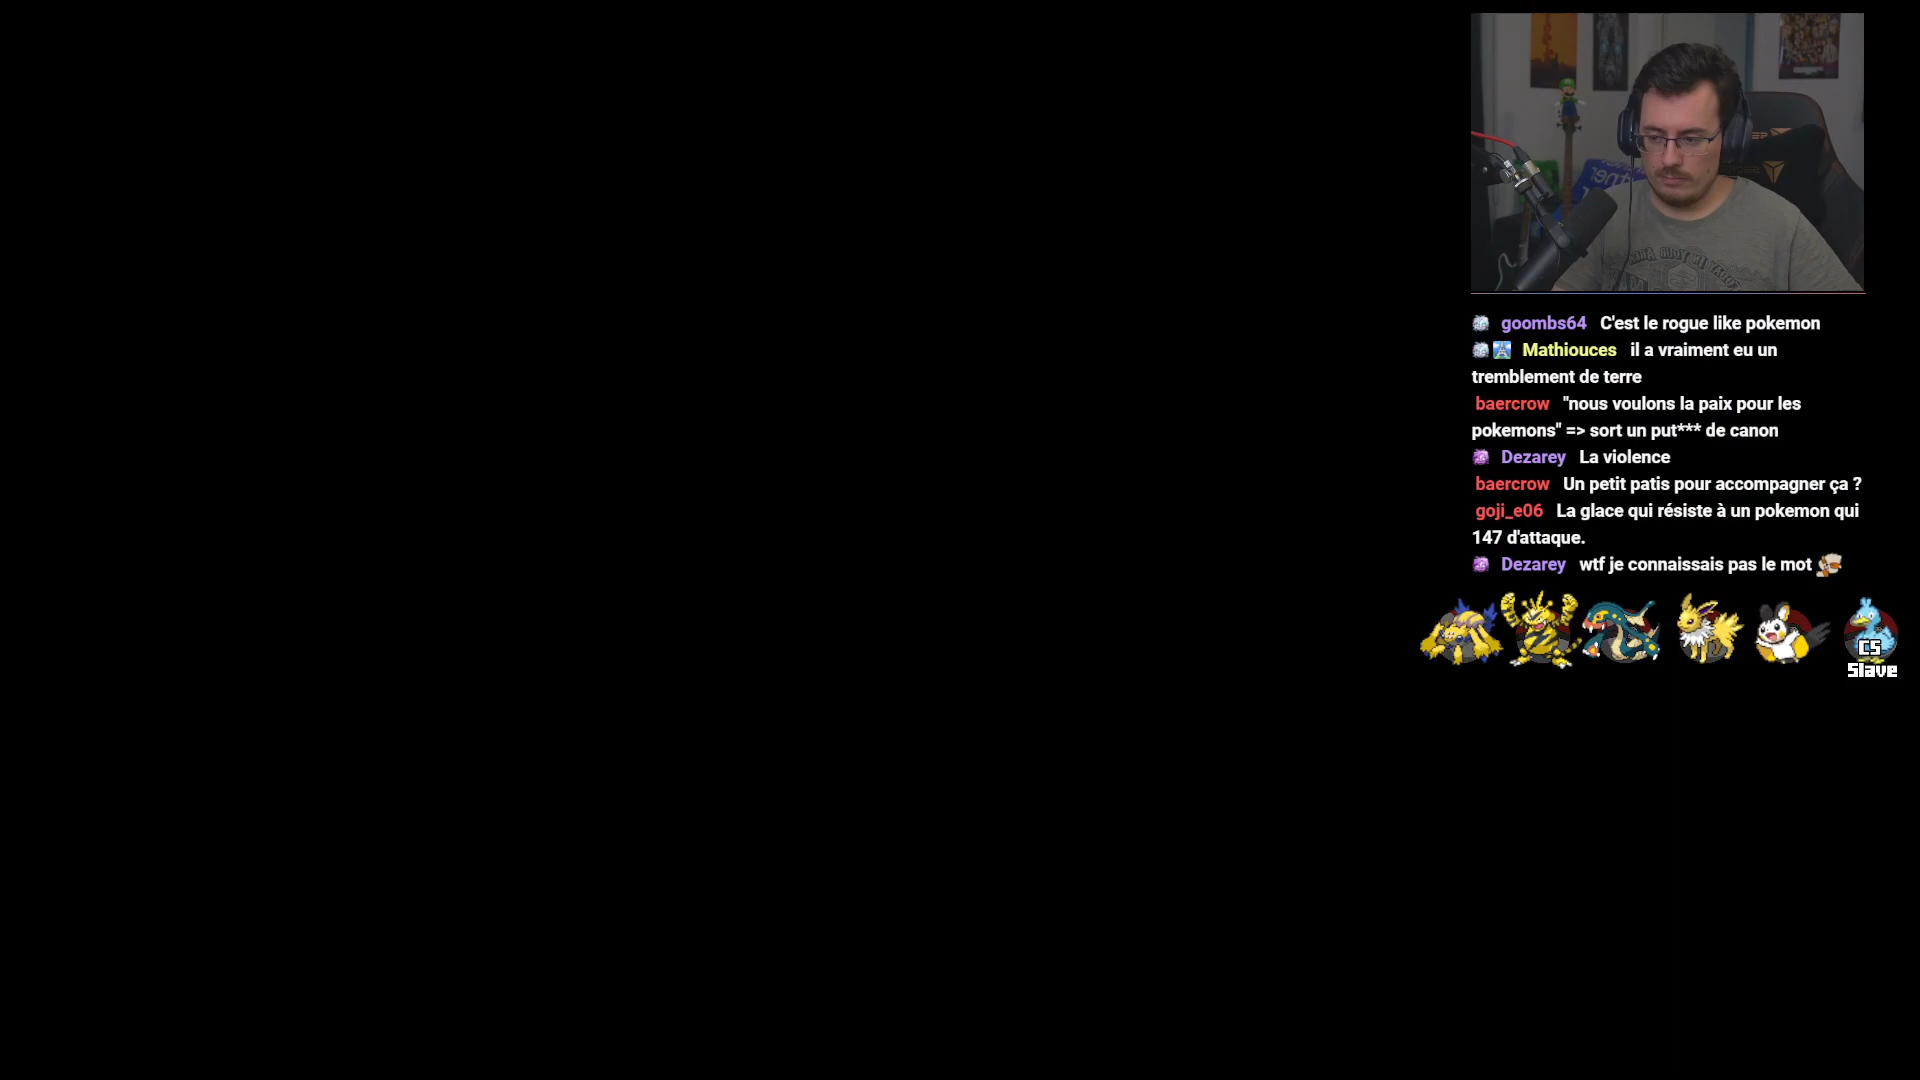 goombs64 C'est le rogue like pokemon
Mathiouces il a vraiment eu un
tremblement de terre
baercrow "nous voulons la paix pour les
pokemons" => sort un put*** de canon
Dezarey La violence
baercrow Un petit patis pour accompagner ça ?
goji_e06 La glace qui résiste à un pokemon qui
147 d'attaque.
Dezarey wtf je connaissais pas le mot
CS
Slave